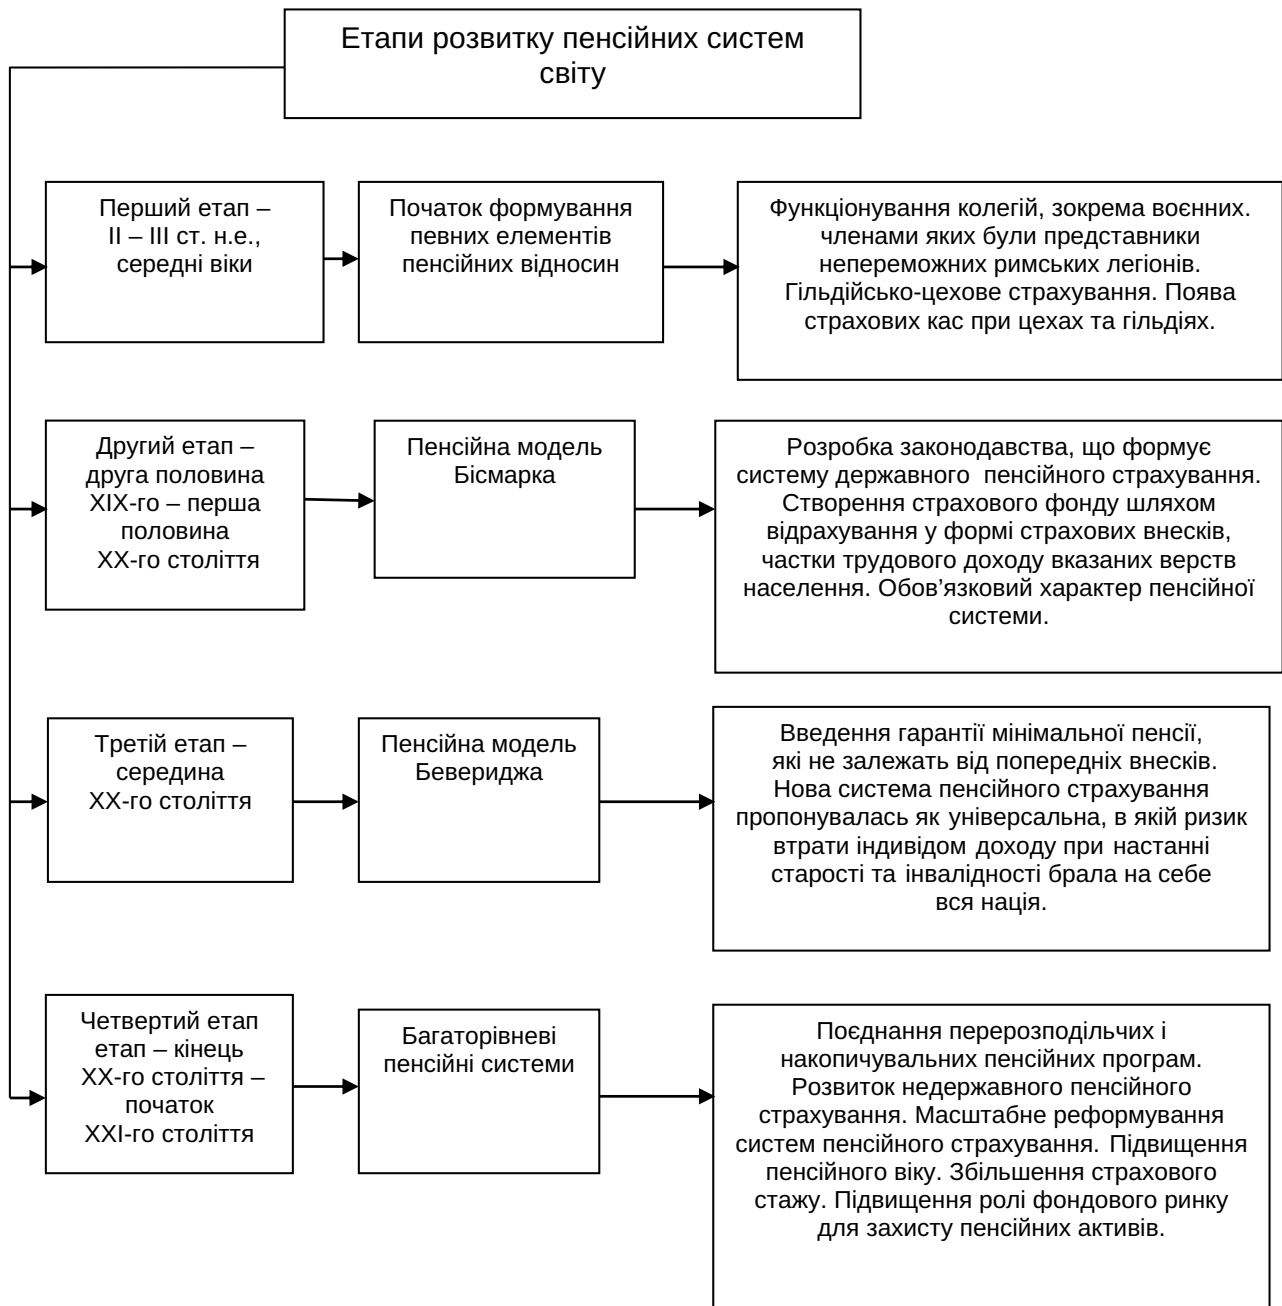 Етапи розвитку пенсійних систем
світу
Перший етап –
II – III ст. н.е.,
середні віки
Початок формування
певних елементів
пенсійних відносин
Функціонування колегій, зокрема воєнних.
членами яких були представники
непереможних римських легіонів.
Гільдійсько-цехове страхування. Поява
страхових кас при цехах та гільдіях.
Другий етап –
друга половина
XIX-го – перша
половина
XX-го століття
Пенсійна модель
Бісмарка
Розробка законодавства, що формує
систему державного пенсійного страхування.
Створення страхового фонду шляхом
відрахування у формі страхових внесків,
частки трудового доходу вказаних верств
населення. Обов’язковий характер пенсійної
системи.
Третій етап –
середина
XX-го століття
Пенсійна модель
Бевериджа
Введення гарантії мінімальної пенсії,
які не залежать від попередніх внесків.
Нова система пенсійного страхування
пропонувалась як універсальна, в якій ризик
втрати індивідом доходу при настанні
старості та інвалідності брала на себе
вся нація.
Четвертий етап
етап – кінець
XX-го століття –
початок
XXI-го століття
Багаторівневі
пенсійні системи
Поєднання перерозподільчих і
накопичувальних пенсійних програм.
Розвиток недержавного пенсійного
страхування. Масштабне реформування
систем пенсійного страхування. Підвищення
пенсійного віку. Збільшення страхового
стажу. Підвищення ролі фондового ринку
для захисту пенсійних активів.